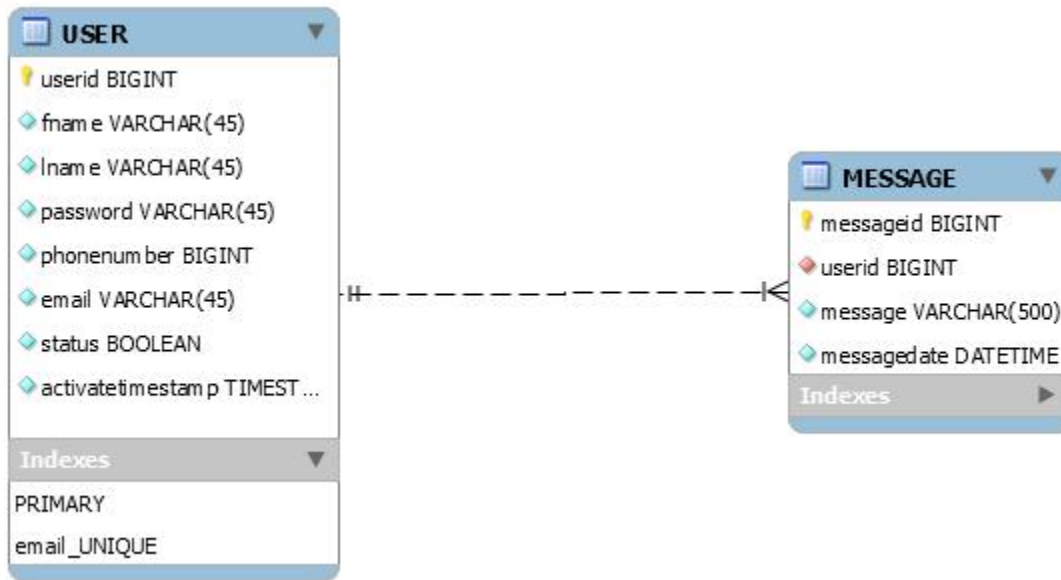 USER
userid BIGINT
fname VARCHAR(45)
lname VARCHAR(45)
password VARCHAR(45)
phonenumber BIGINT
email VARCHAR(45)
status BOOLEAN
activatetimestamp TIMEST...
Indexes
PRIMARY
email_UNIQUE
MESSAGE
messageid BIGINT
userid BIGINT
message VARCHAR(500)
messagedate DATETIME
Indexes